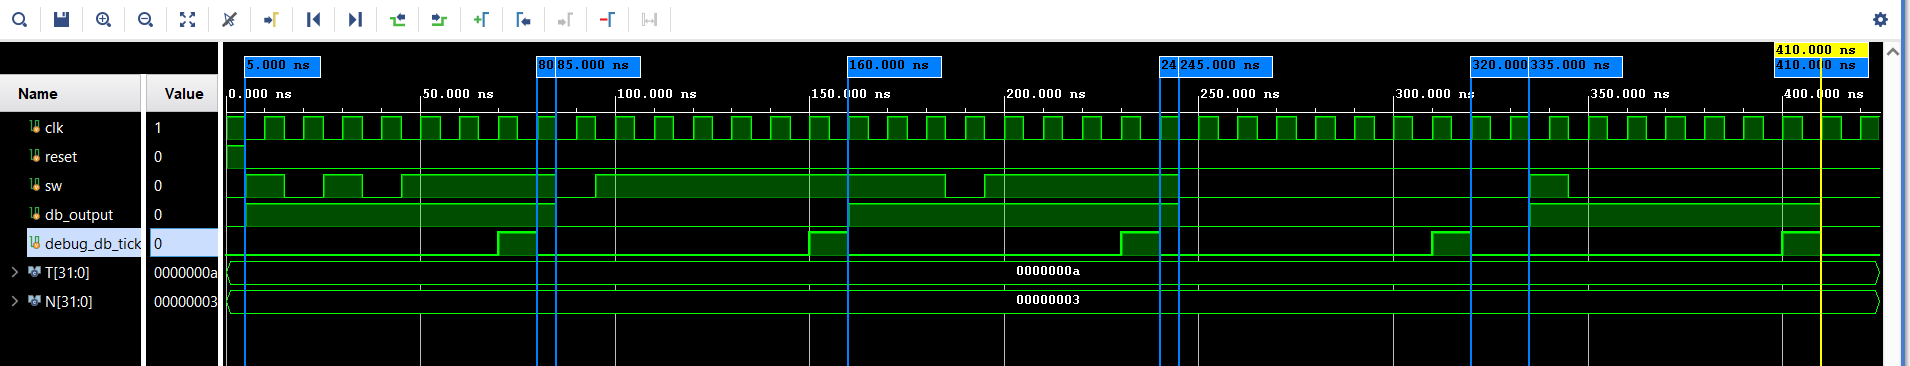 410.000 ns
5.000 ns 80 85.000 ns 160.000 ns 24 245.000 ns 320.000 335.000 ns 410.000 ns
Name Value 0.000 ns 50.000 ns 100.000 ns 150.000 ns 200.000 ns 250.000 ns 300.000 ns 350.000 ns 400.000 ns
clk 1
reset 0
sw 0
db_output 0
debug_db_tick 0
T[31:0] 0000000a 0000000a
N[31:0] 00000003 00000003